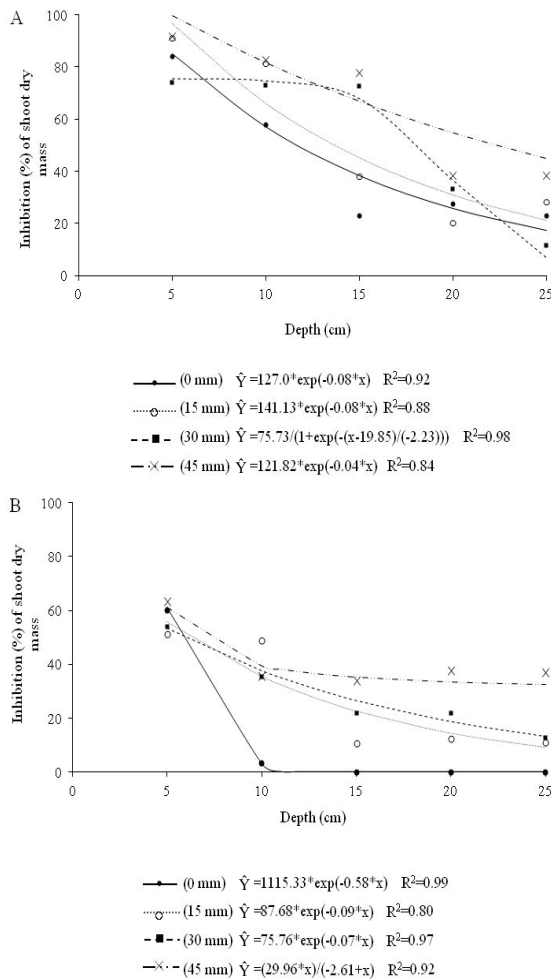 A
100
80
60
40
20
0
Inhibition (%) of shoot dry
mass
0 5 10 15 20 25
Depth (cm)
(0 mm) Ŷ =127.0*exp(-0.08*x) R²=0.92
(15 mm) Ŷ =141.13*exp(-0.08*x) R²=0.88
(30 mm) Ŷ =75.73/(1+exp(-(x-19.85)/(-2.23))) R²=0.98
(45 mm) Ŷ =121.82*exp(-0.04*x) R²=0.84
B
100
80
60
40
20
0
Inhibition (%) of shoot dry
mass
0 5 10 15 20 25
Depth (cm)
(0 mm) Ŷ =1115.33*exp(-0.58*x) R²=0.99
(15 mm) Ŷ =87.68*exp(-0.09*x) R²=0.80
(30 mm) Ŷ =75.76*exp(-0.07*x) R²=0.97
(45 mm) Ŷ =(29.96*x)/(-2.61+x) R²=0.92